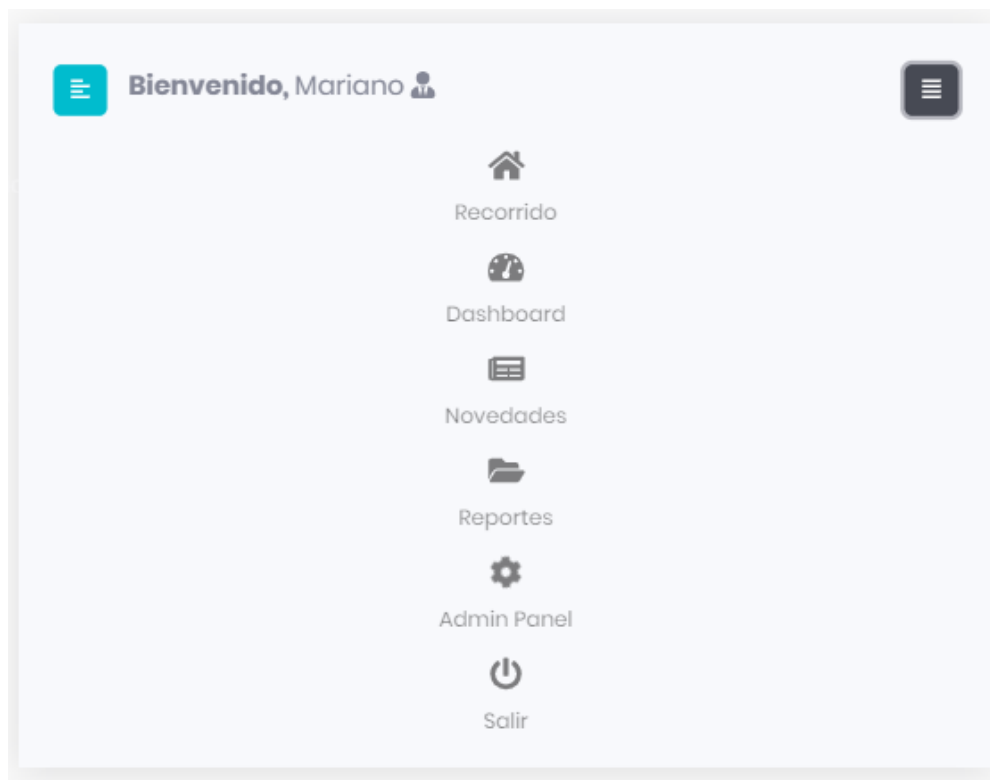 Bienvenido, Mariano
Recorrido
Dashboard
Novedades
Reportes
Admin Panel
Salir